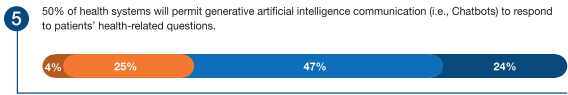 5
50% of health systems will permit generative artificial intelligence communication (i.e., Chatbots) to respond
to patients' health-related questions.
4% 25% 47% 24%